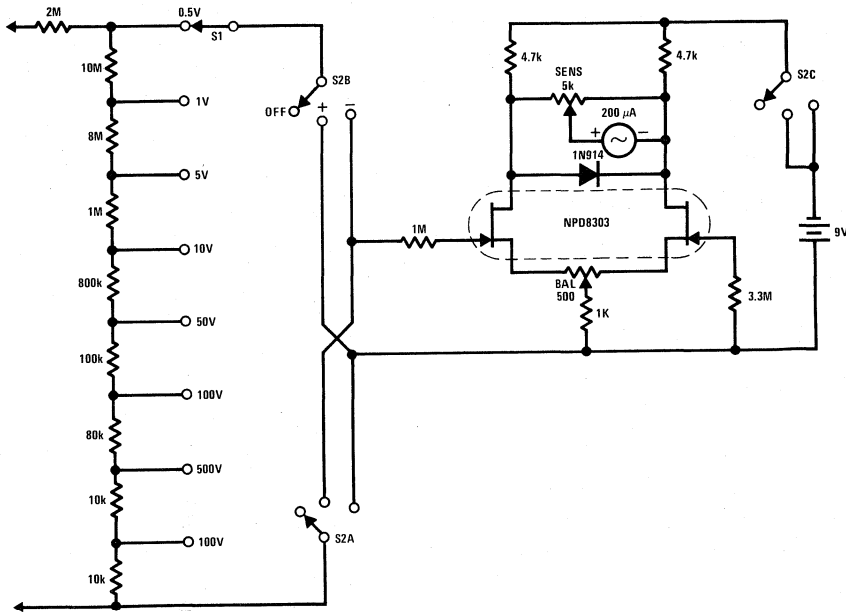 2M
0.5V
S1
10M
1V
8M
5V
1M
10V
800k
50V
100k
100V
80k
500V
10k
100V
10k
S2B
OFF
+
−
S2A
1M
4.7k
4.7k
SENS
5k
200 μA
+
−
1N914
NPD8303
BAL
500
1K
3.3M
S2C
9V